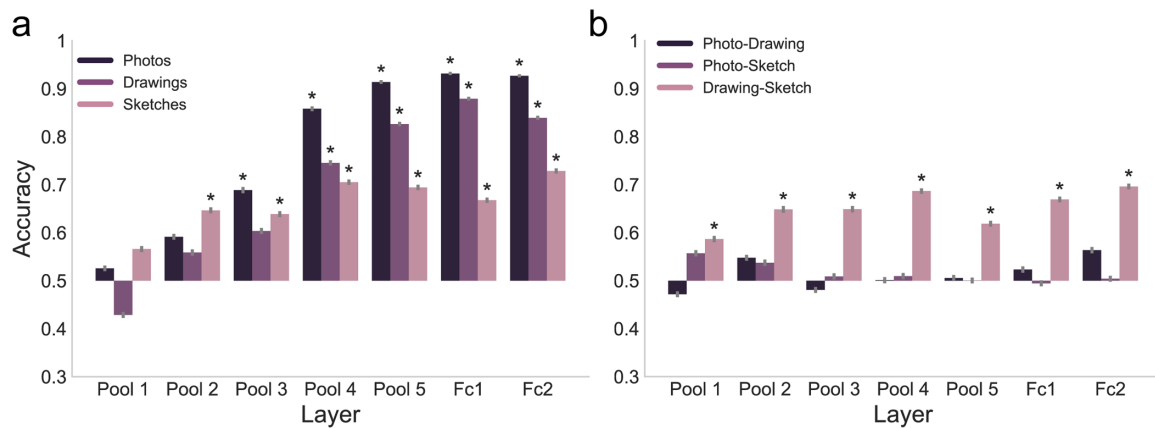 a
1
0.9
0.8
0.7
0.6
0.5
0.4
0.3
Accuracy
Photos
Drawings
Sketches
* * * * * * * * * * * * * * *
Pool 1 Pool 2 Pool 3 Pool 4 Pool 5 Fc1 Fc2
Layer
b
1
0.9
0.8
0.7
0.6
0.5
0.4
0.3
Photo-Drawing
Photo-Sketch
Drawing-Sketch
* * * * * * *
Pool 1 Pool 2 Pool 3 Pool 4 Pool 5 Fc1 Fc2
Layer